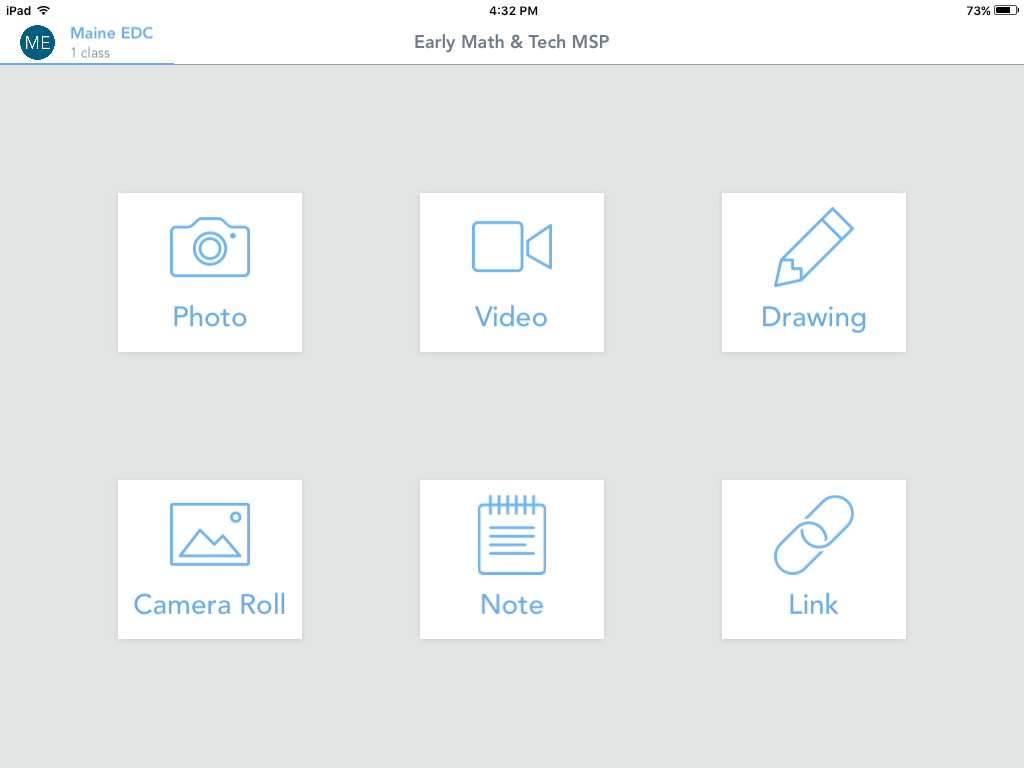 iPad 4:32 PM 73%
ME Maine EDC
1 class
Early Math & Tech MSP
Photo Video Drawing
Camera Roll Note Link